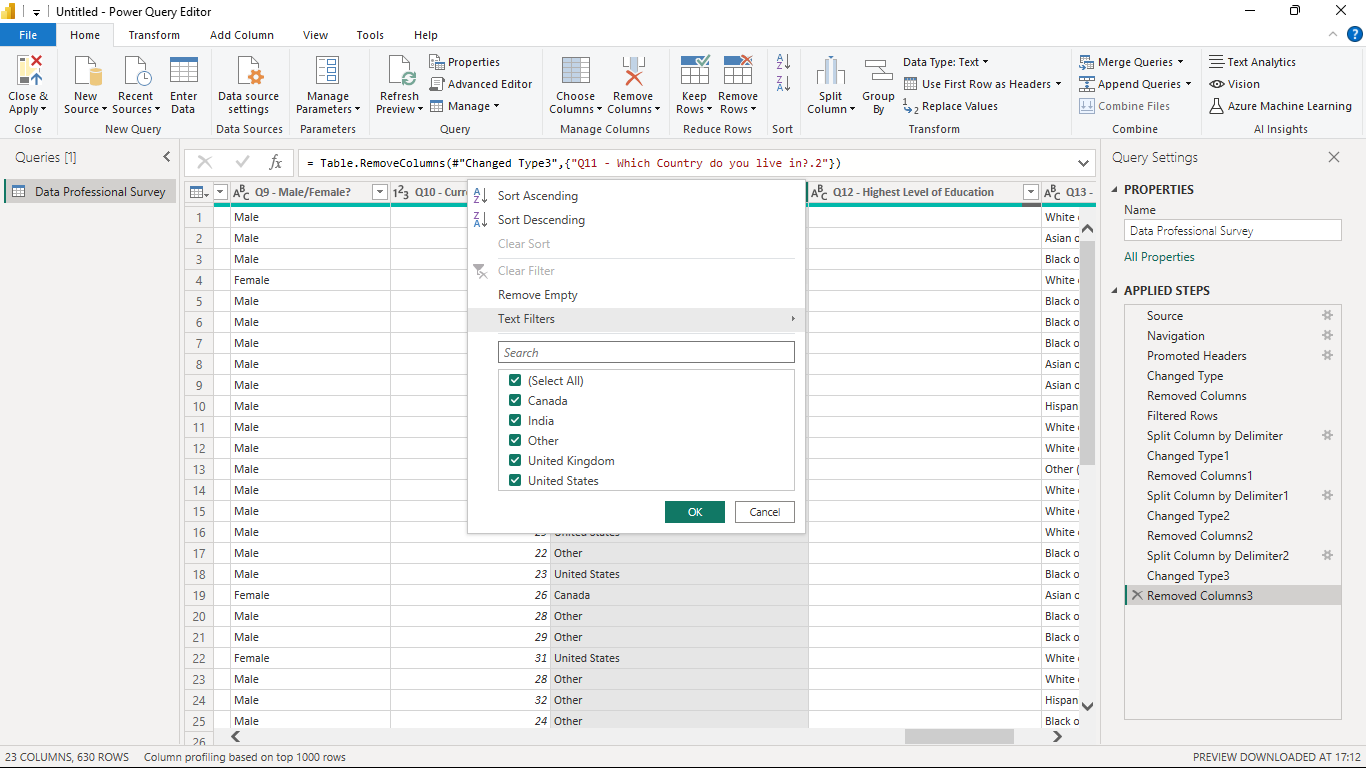 Untitled - Power Query Editor
File Home Transform Add Column View Tools Help
Close & Apply
Close
New Source
Recent Sources
Enter Data
New Query
Data source settings
Data Sources
Manage Parameters
Parameters
Refresh Preview
Properties
Advanced Editor
Manage
Query
Choose Columns
Remove Columns
Manage Columns
Keep Rows
Remove Rows
Reduce Rows
Sort
Split Column
Group By
Data Type: Text
Use First Row as Headers
Replace Values
Transform
Merge Queries
Append Queries
Combine Files
Combine
Text Analytics
Vision
Azure Machine Learning
AI Insights
Queries [1]
Data Professional Survey
fx = Table.RemoveColumns(#"Changed Type3",{"Q11 - Which Country do you live in?.2"})
Q9 - Male/Female? Q10 - Q12 - Highest Level of Education Q13 -
1 Male White
2 Male Asian
3 Male Black
4 Female White
5 Male Black
6 Male Black
7 Male Black
8 Male Asian
9 Male Asian
10 Male
11 Male White
12 Male White
13 Male Other
14 Male White
15 Male White
16 Male White
17 Male 22 Other Black
18 Male 23 United States Black
19 Female 26 Canada Asian
20 Male 28 Other Black
21 Male 29 Other Black
22 Female 31 United States White
23 Male 28 Other White
24 Male 32 Other
25 Male 24 Other Black
26
Sort Ascending
Sort Descending
Clear Sort
Clear Filter
Remove Empty
Text Filters
Search
(Select All)
Canada
India
Other
United Kingdom
United States
OK Cancel
Query Settings
PROPERTIES
Name
Data Professional Survey
All Properties
APPLIED STEPS
Source
Navigation
Promoted Headers
Changed Type
Removed Columns
Filtered Rows
Split Column by Delimiter
Changed Type1
Removed Columns1
Split Column by Delimiter1
Changed Type2
Removed Columns2
Split Column by Delimiter2
Changed Type3
Removed Columns3
23 COLUMNS, 630 ROWS Column profiling based on top 1000 rows PREVIEW DOWNLOADED AT 17:12